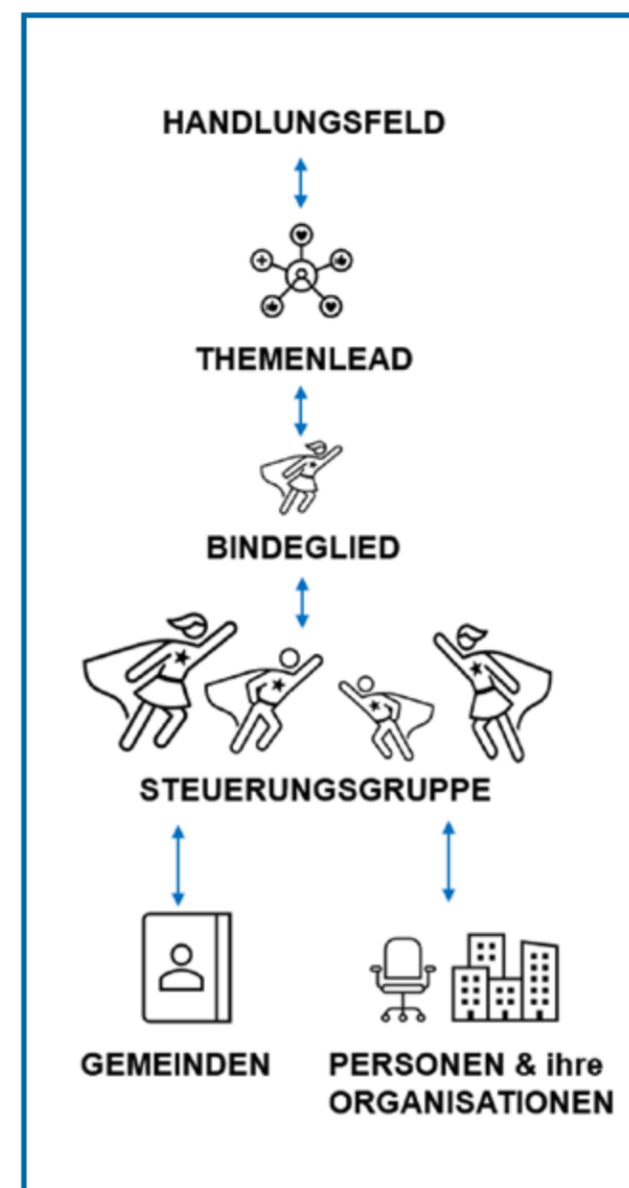 HANDLUNGSFELD
THEMENLEAD
BINDEGLIED
STEUERUNGSGRUPPE
GEMEINDEN
PERSONEN & ihre
ORGANISATIONEN